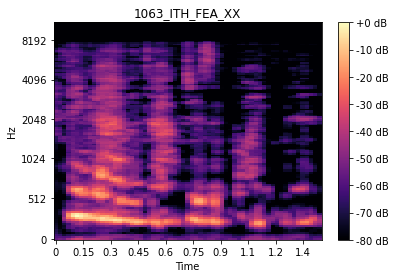 1063_ITH_FEA_XX
+0 dB
8192
-10 dB
4096
-20 dB
-30 dB
2048
-40 dB
Hz
1024
-50 dB
-60 dB
512
-70 dB
0
-80 dB
0 0.15 0.3 0.45 0.6 0.75 0.9 1.1 1.2 1.4
Time